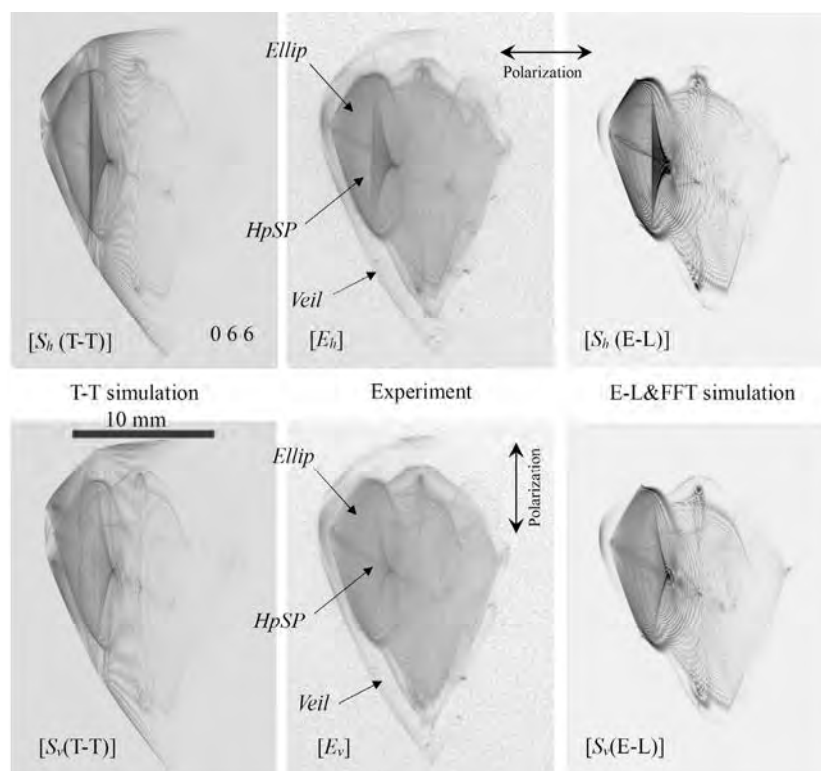 Ellip
Polarization
HpSP
Veil
[Sh (T-T)]
0 6 6
[Eh]
[Sh (E-L)]
T-T simulation
Experiment
E-L&FFT simulation
10 mm
Ellip
Polarization
HpSP
Veil
[Sv(T-T)]
[Ev]
[Sv(E-L)]